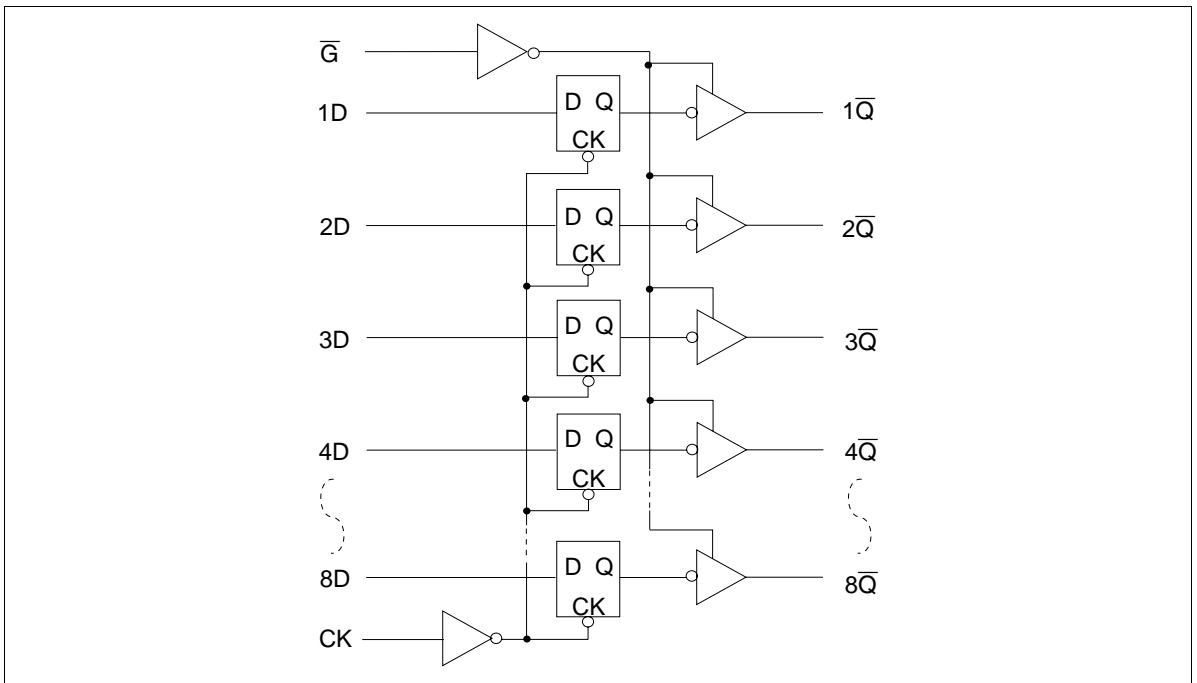 G̅
1D D Q CK 1Q̅
2D D Q CK 2Q̅
3D D Q CK 3Q̅
4D D Q CK 4Q̅
8D D Q CK 8Q̅
CK